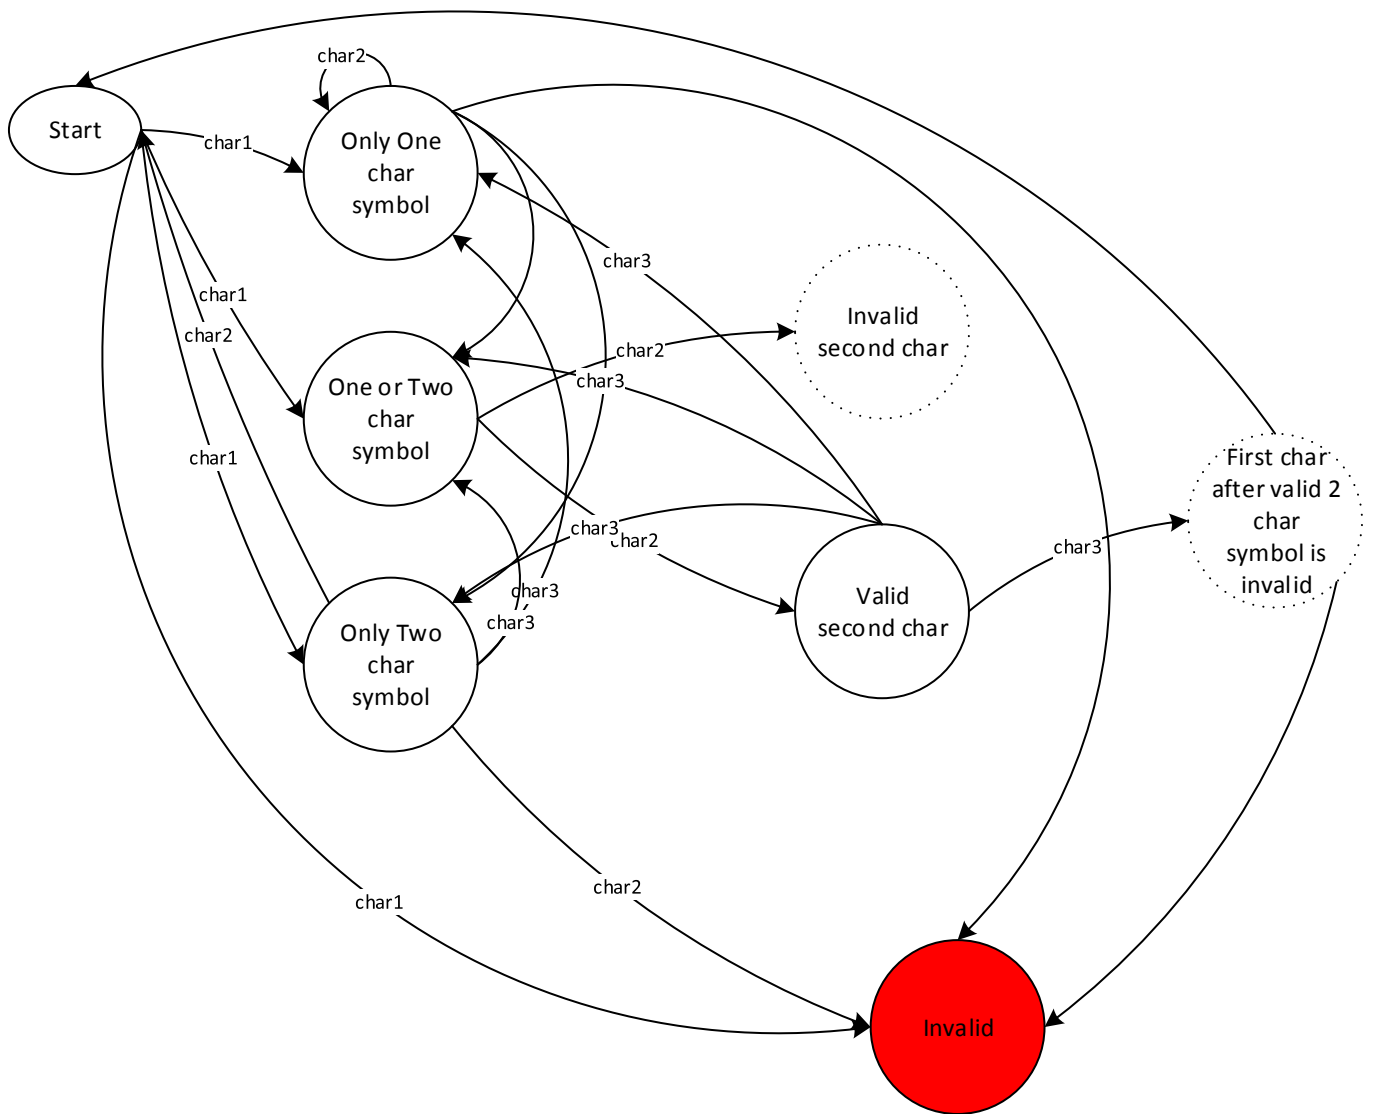 char2
Start
char1
Only One
char
symbol
char3
char1
char2
Invalid
second char
char2
char3
One or Two
char
symbol
char1
First char
after valid 2
char
symbol is
invalid
char3
char2
char3
char3
char3
Valid
second char
Only Two
char
symbol
char2
char1
Invalid